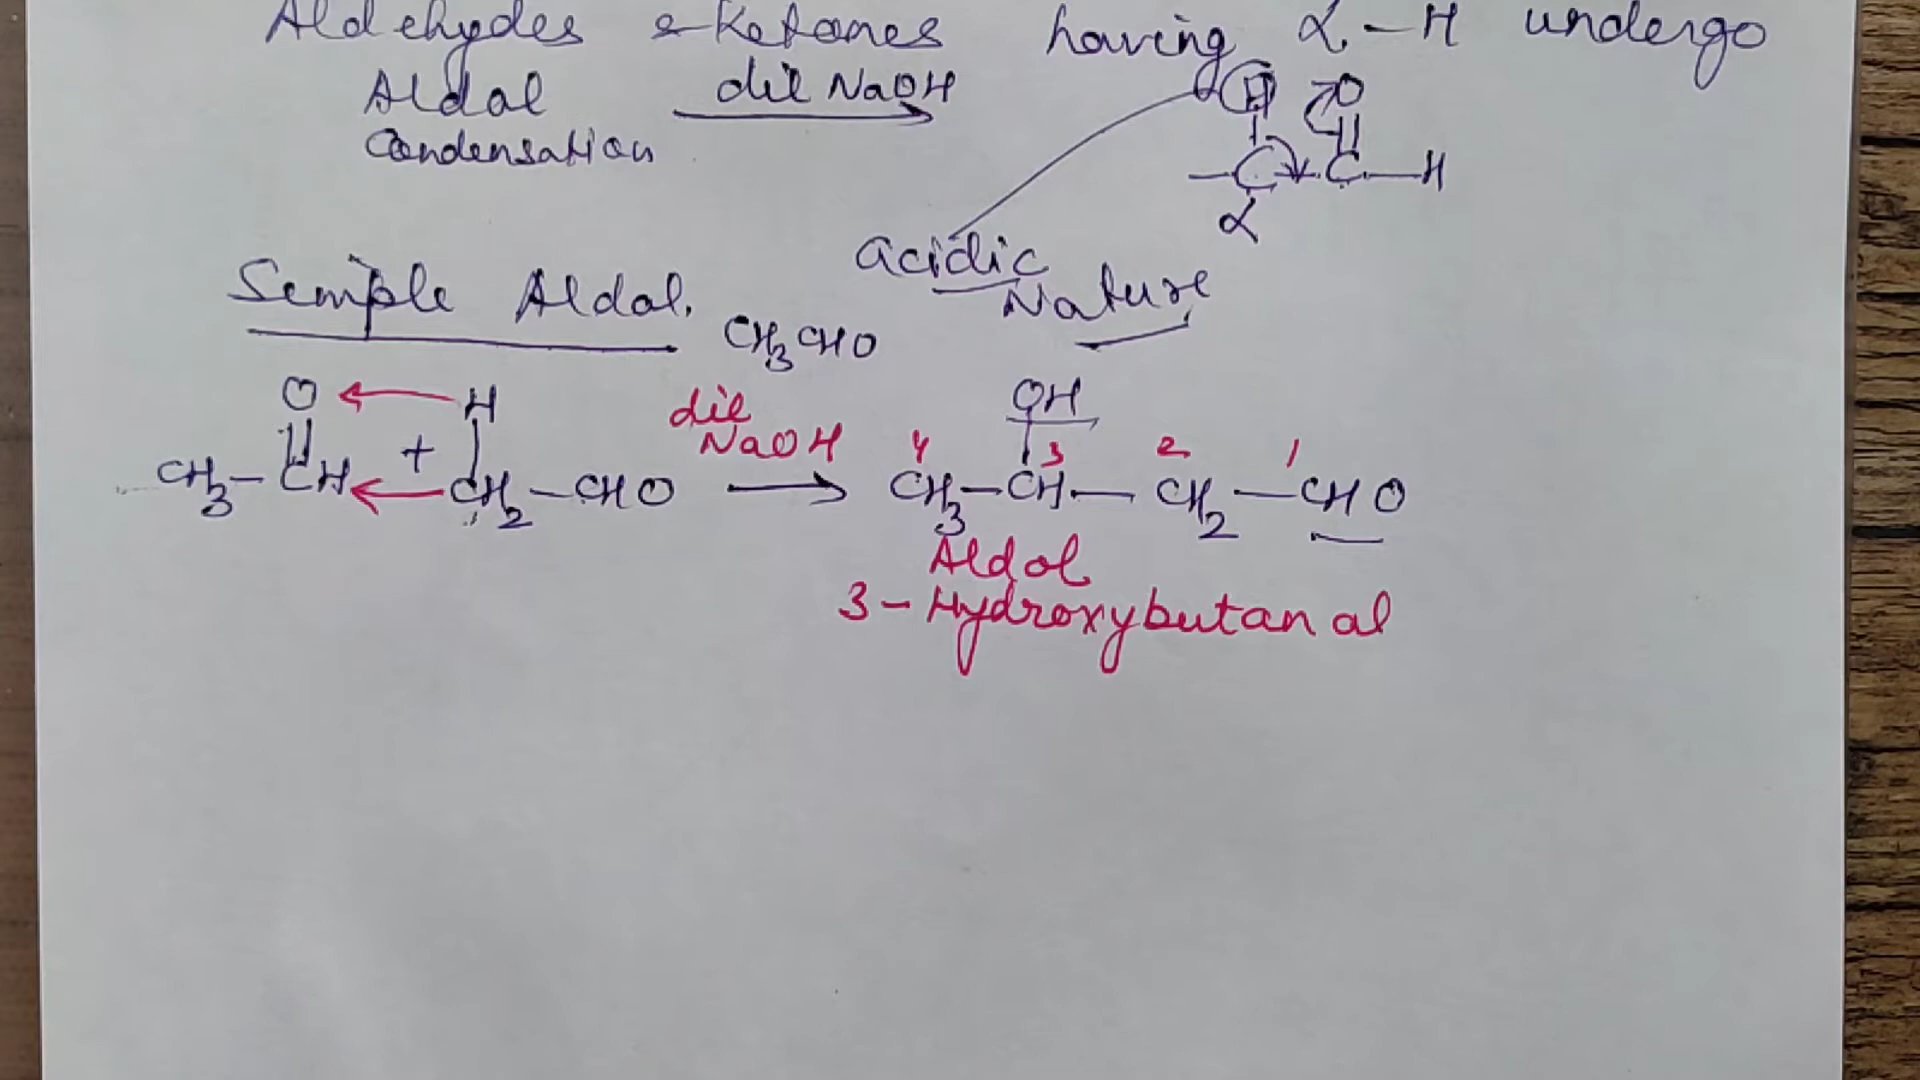 Aldehydes & Ketones having α-H undergo
Aldol dil NaOH
Condensation
H O
-C-C-H
α
acidic
Nature
Simple Aldol.
CH3CHO
O H dil OH
NaOH 4 3 2 1
CH3-CH + CH2-CHO → CH3-CH-CH2-CHO
Aldol
3-Hydroxybutanal